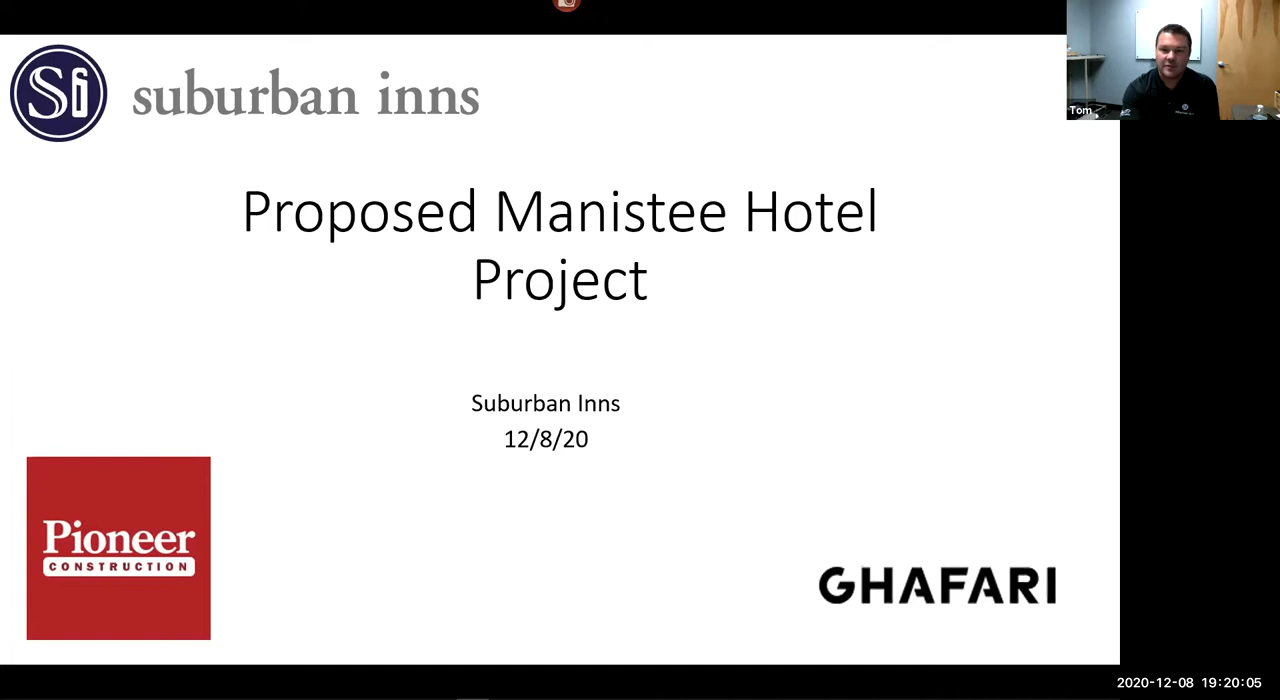 Si
suburban inns
Tom
Proposed Manistee Hotel
Project
Suburban Inns
12/8/20
Pioneer
CONSTRUCTION
GHAFARI
2020-12-08 19:20:05